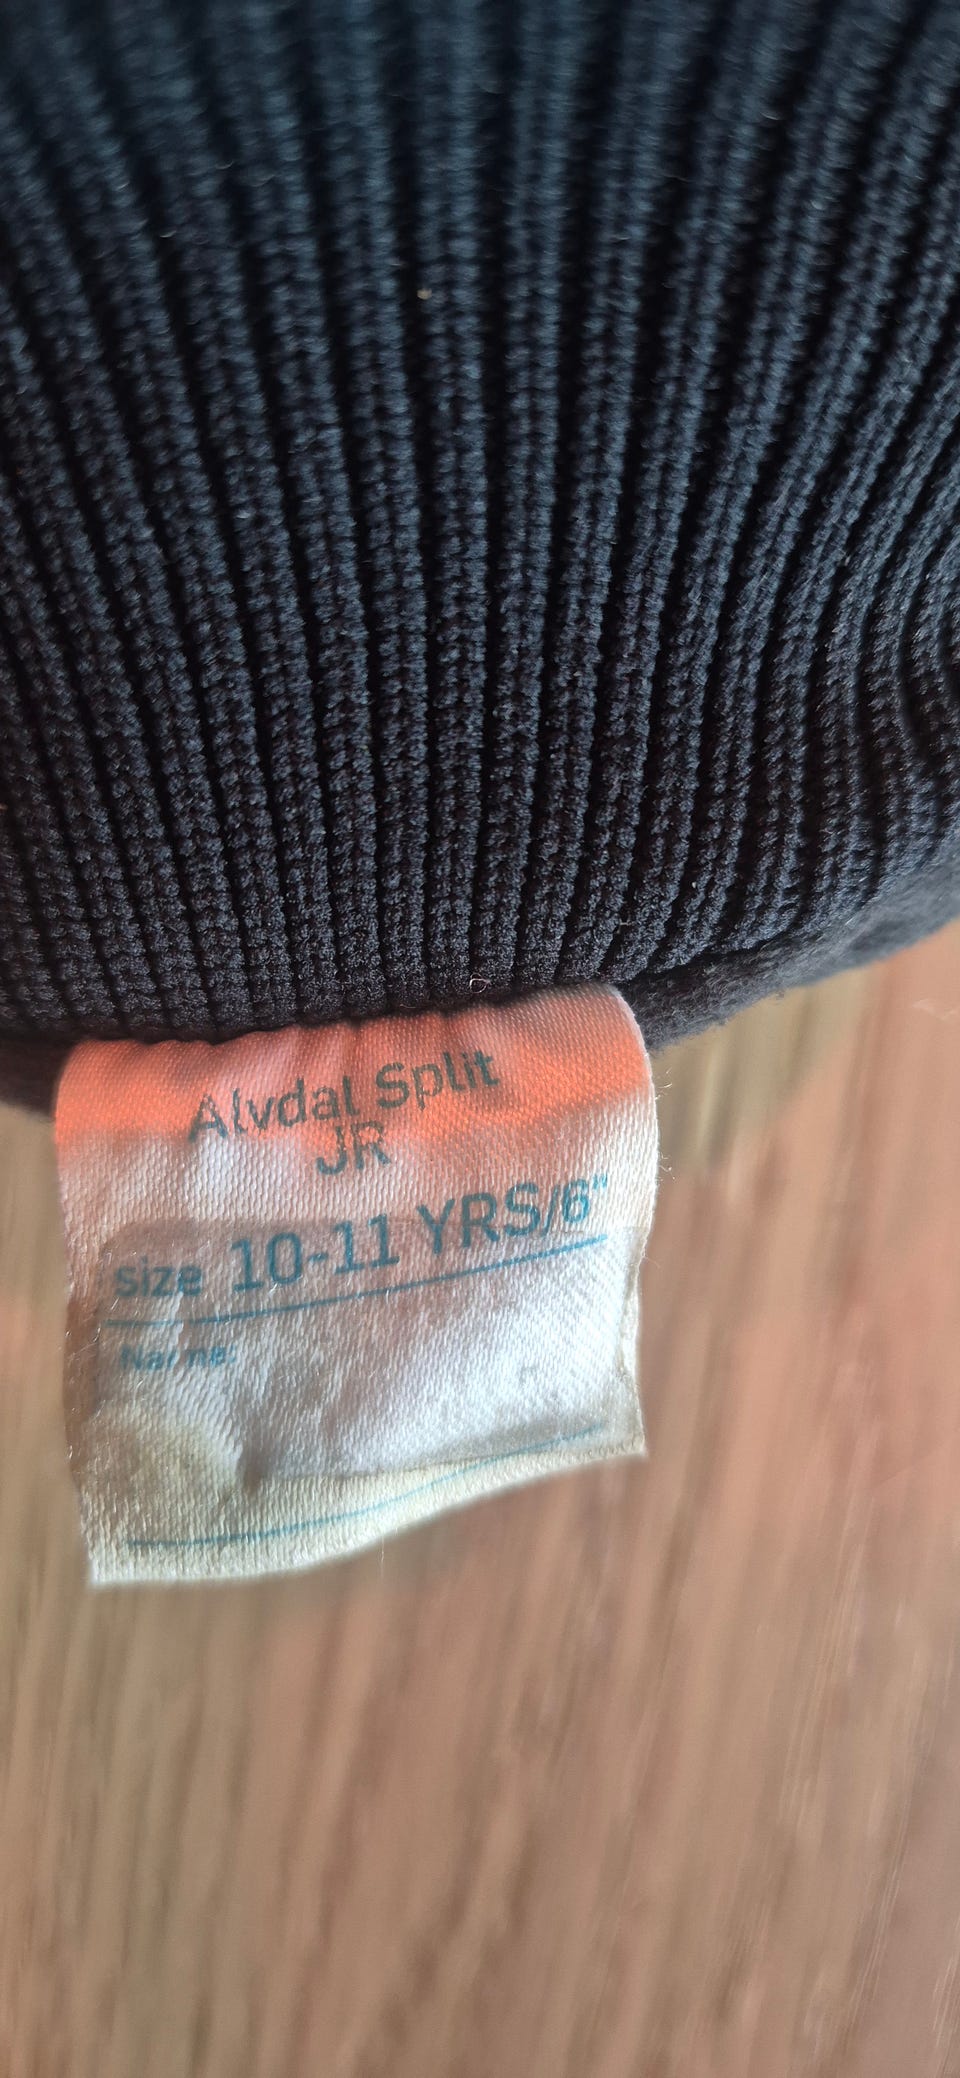 Alvdal Split
JR
size 10-11 YRS/6"
Name: